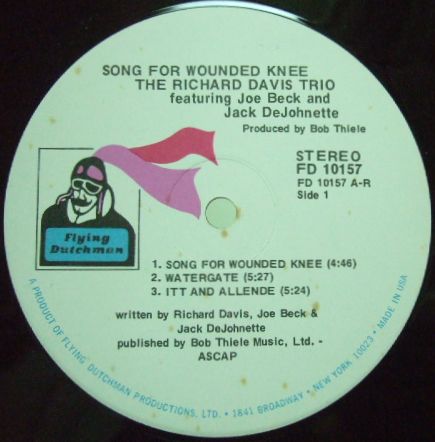 SONG FOR WOUNDED KNEE
THE RICHARD DAVIS TRIO
featuring Joe Beck and
Jack DeJohnette
Produced by Bob Thiele
STEREO
FD 10157
FD 10157 A-R
Side 1
Flying
Dutchman
1. SONG FOR WOUNDED KNEE (4:46)
2. WATERGATE (5:27)
3. ITT AND ALLENDE (5:24)
written by Richard Davis, Joe Beck &
Jack DeJohnette
published by Bob Thiele Music, Ltd. -
ASCAP
A PRODUCT OF FLYING DUTCHMAN PRODUCTIONS, LTD. • 1841 BROADWAY • NEW YORK 10023 • MADE IN USA